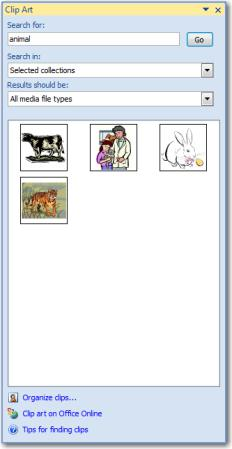 Clip Art
Search for:
animal
Go
Search in:
Selected collections
Results should be:
All media file types
Organize clips...
Clip art on Office Online
Tips for finding clips